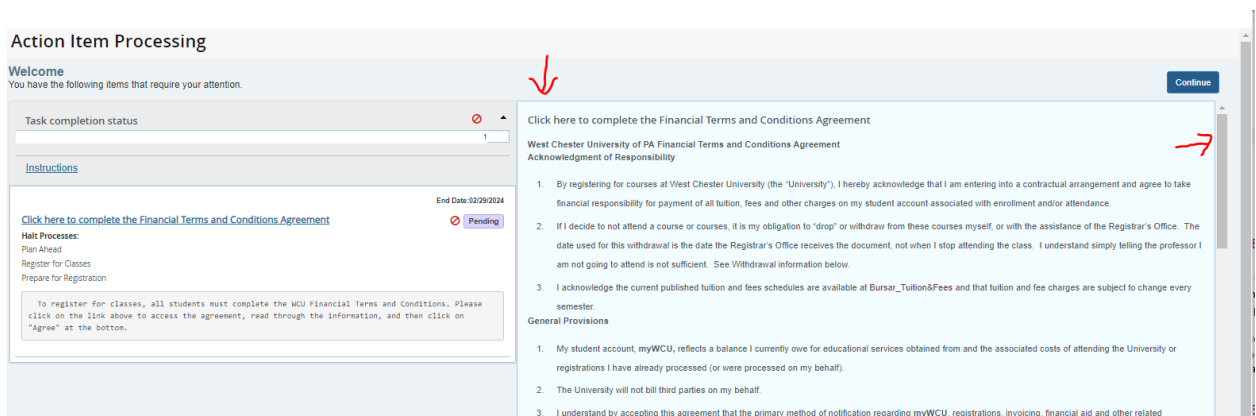 Action Item Processing
Welcome
You have the following items that require your attention.
Continue
Task completion status
1
Instructions
End Date:02/29/2024
Click here to complete the Financial Terms and Conditions Agreement
Pending
Halt Processes:
Plan Ahead
Register for Classes
Prepare for Registration
To register for classes, all students must complete the WCU Financial Terms and Conditions. Please
click on the link above to access the agreement, read through the information, and then click on
"Agree" at the bottom.
Click here to complete the Financial Terms and Conditions Agreement
West Chester University of PA Financial Terms and Conditions Agreement
Acknowledgment of Responsibility
1. By registering for courses at West Chester University (the “University”), I hereby acknowledge that I am entering into a contractual arrangement and agree to take
financial responsibility for payment of all tuition, fees and other charges on my student account associated with enrollment and/or attendance.
2. If I decide to not attend a course or courses, it is my obligation to “drop” or withdraw from these courses myself, or with the assistance of the Registrar’s Office. The
date used for this withdrawal is the date the Registrar’s Office receives the document, not when I stop attending the class. I understand simply telling the professor I
am not going to attend is not sufficient. See Withdrawal information below.
3. I acknowledge the current published tuition and fees schedules are available at Bursar_Tuition&Fees and that tuition and fee charges are subject to change every
semester.
General Provisions
1. My student account, myWCU, reflects a balance I currently owe for educational services obtained from and the associated costs of attending the University or
registrations I have already processed (or were processed on my behalf).
2. The University will not bill third parties on my behalf.
3. I understand by accepting this agreement that the primary method of notification regarding myWCU, registrations, invoicing, financial aid and other related